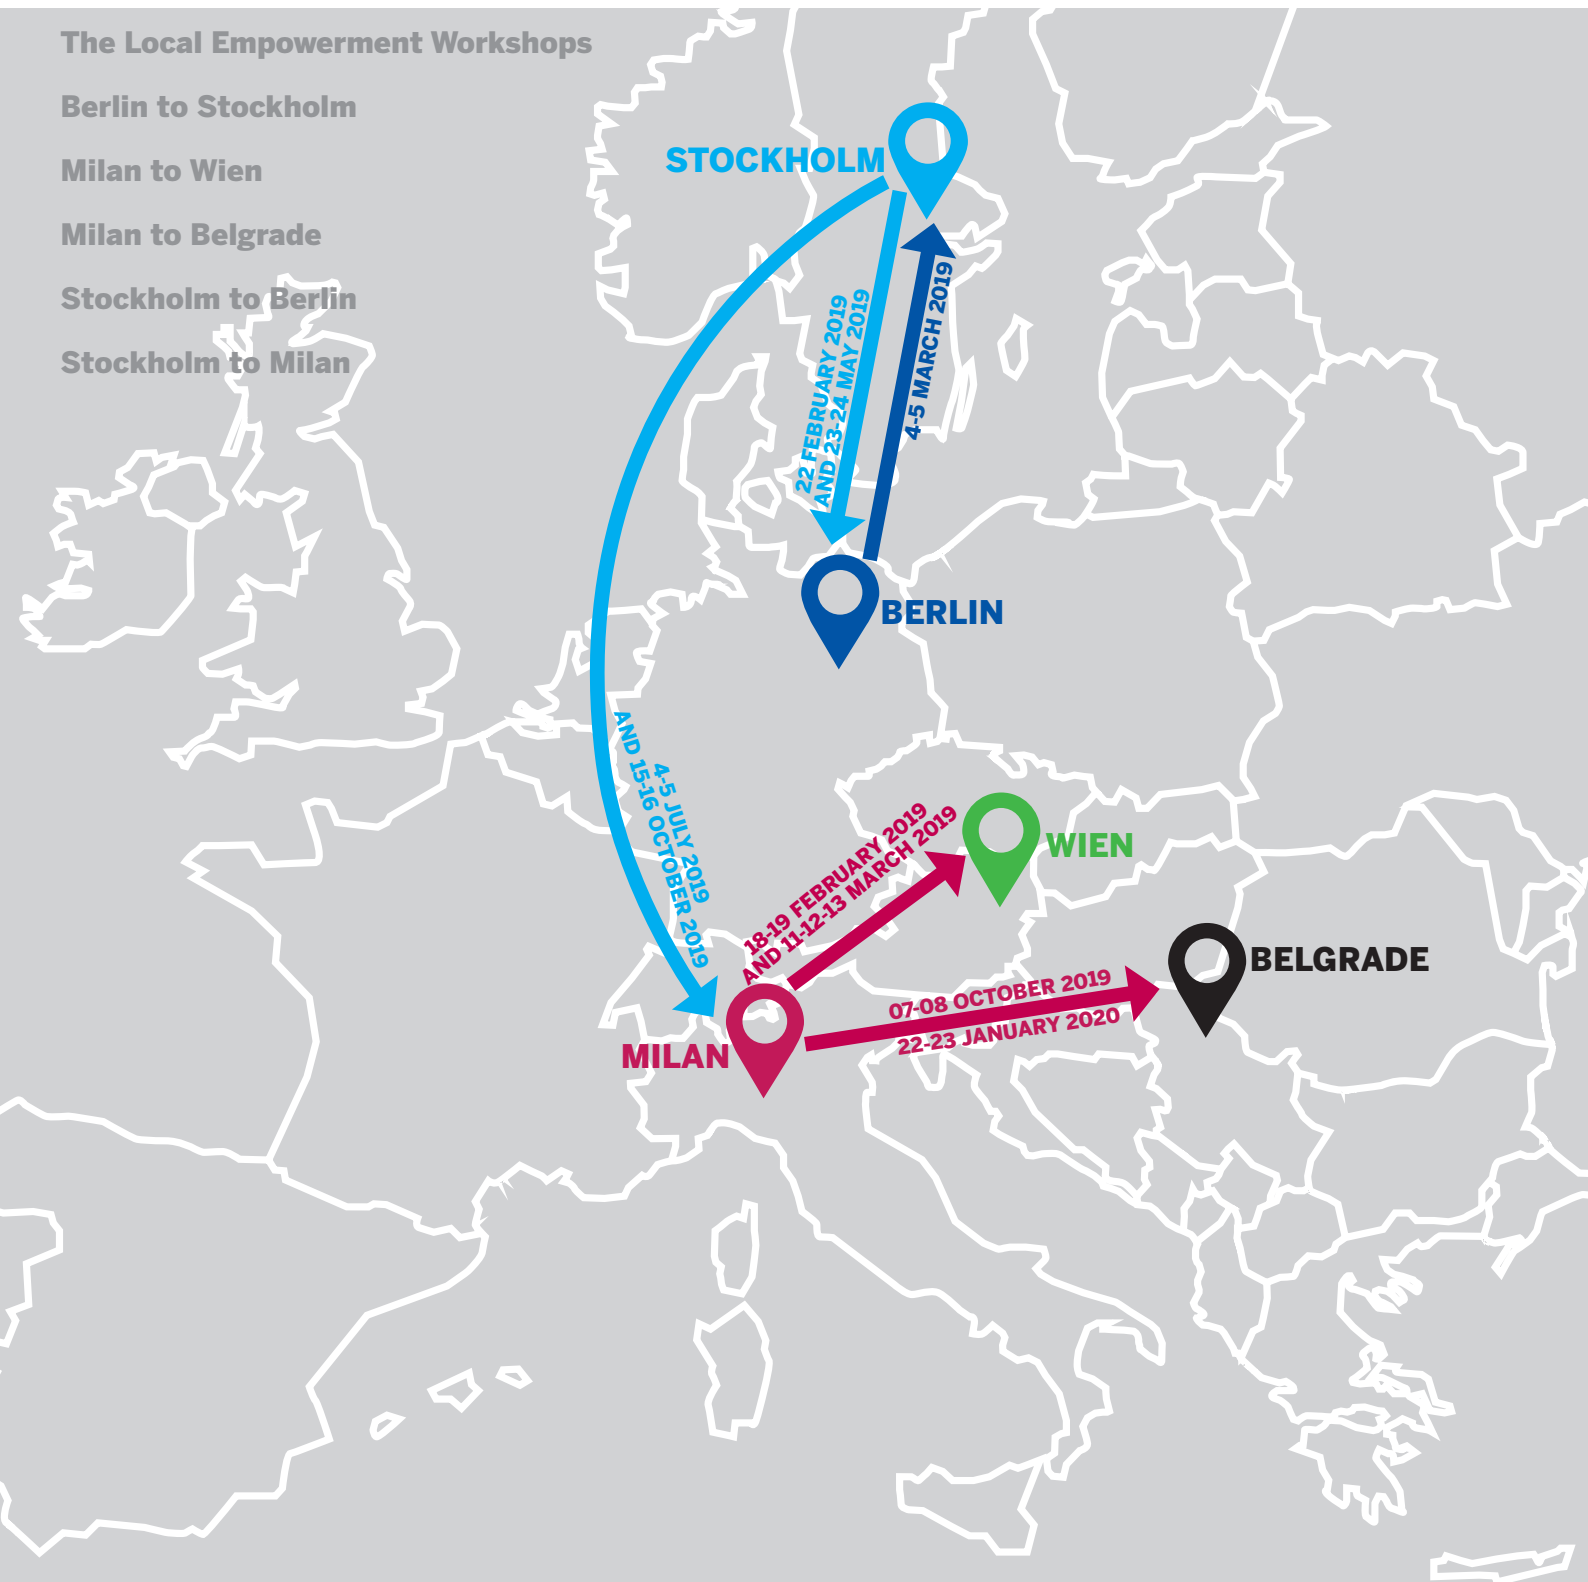 The Local Empowerment Workshops
Berlin to Stockholm
Milan to Wien
Milan to Belgrade
Stockholm to Berlin
Stockholm to Milan
STOCKHOLM
22 FEBRUARY 2019
AND 23-24 MAY 2019
4-5 MARCH 2019
BERLIN
4-5 JULY 2019
AND 15-16 OCTOBER 2019
18-19 FEBRUARY 2019
AND 11-12-13 MARCH 2019
WIEN
BELGRADE
07-08 OCTOBER 2019
22-23 JANUARY 2020
MILAN